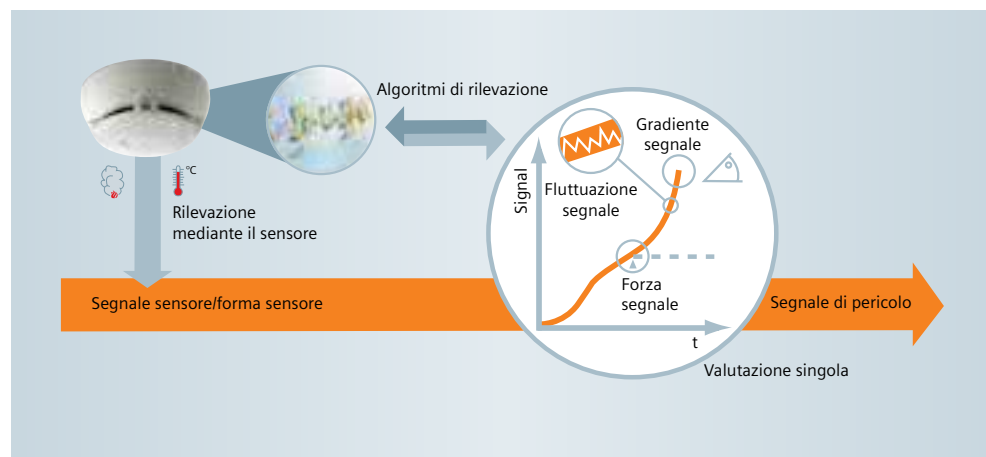 Algoritmi di rilevazione
Gradiente
segnale
°C
Signal
Fluttuazione
segnale
Rilevazione
mediante il sensore
Forza
segnale
Segnale sensore/forma sensore
Segnale di pericolo
t
Valutazione singola